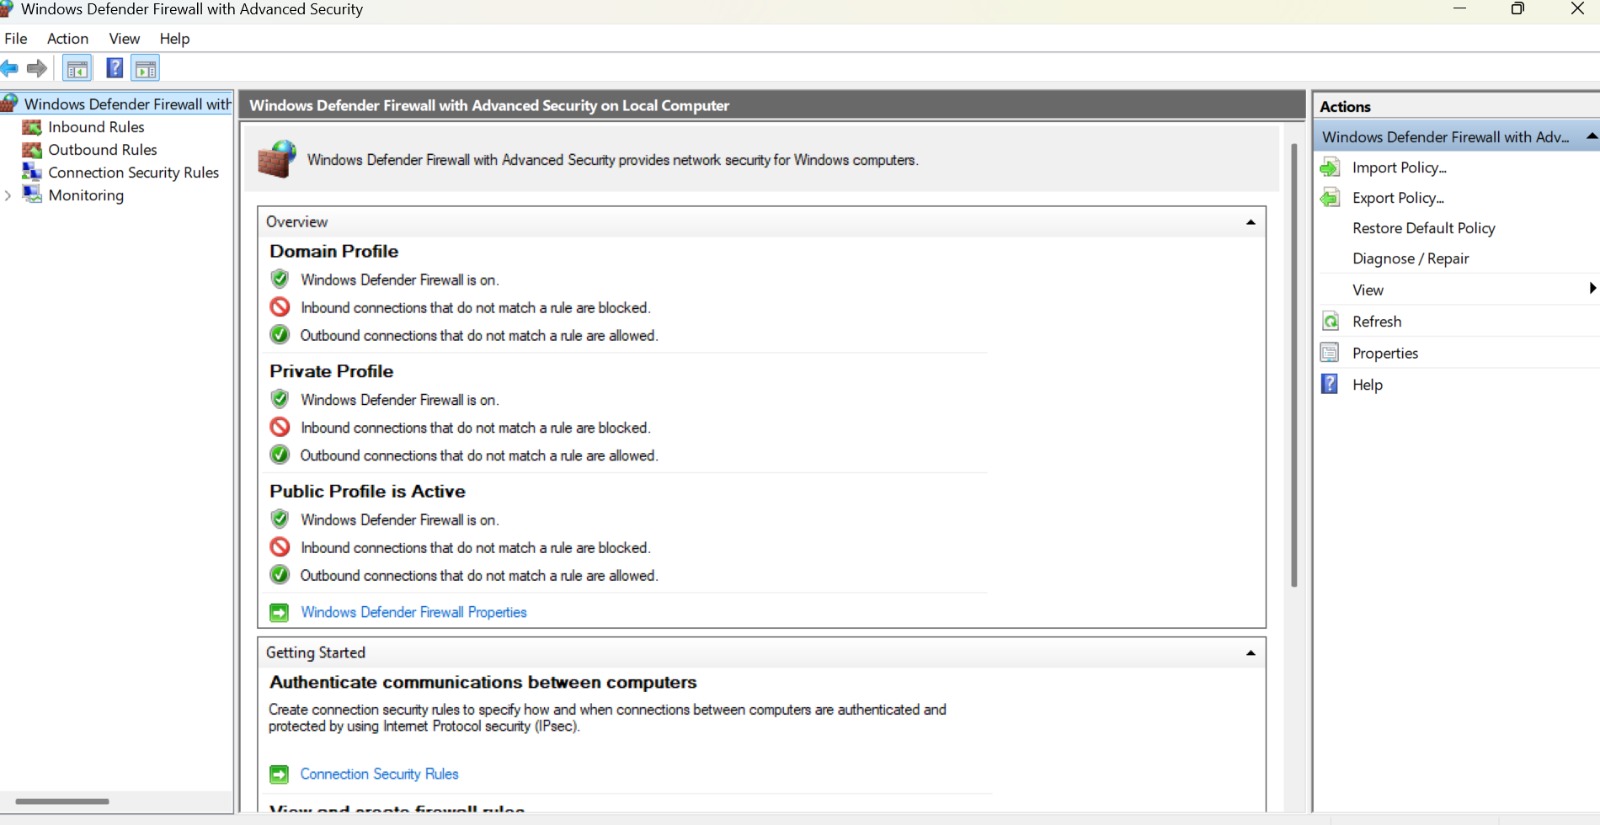 Windows Defender Firewall with Advanced Security
File Action View Help
Windows Defender Firewall with
Inbound Rules
Outbound Rules
Connection Security Rules
Monitoring
Windows Defender Firewall with Advanced Security on Local Computer
Windows Defender Firewall with Advanced Security provides network security for Windows computers.
Overview
Domain Profile
Windows Defender Firewall is on.
Inbound connections that do not match a rule are blocked.
Outbound connections that do not match a rule are allowed.
Private Profile
Windows Defender Firewall is on.
Inbound connections that do not match a rule are blocked.
Outbound connections that do not match a rule are allowed.
Public Profile is Active
Windows Defender Firewall is on.
Inbound connections that do not match a rule are blocked.
Outbound connections that do not match a rule are allowed.
Windows Defender Firewall Properties
Getting Started
Authenticate communications between computers
Create connection security rules to specify how and when connections between computers are authenticated and
protected by using Internet Protocol security (IPsec).
Connection Security Rules
View and create firewall rules
Actions
Windows Defender Firewall with Adv...
Import Policy...
Export Policy...
Restore Default Policy
Diagnose / Repair
View
Refresh
Properties
Help